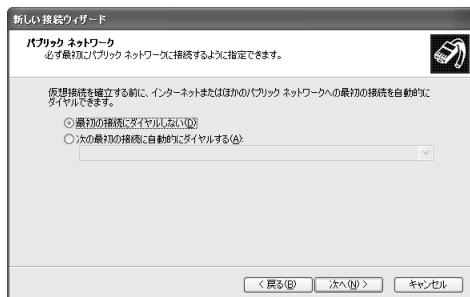 新しい接続ウィザード
パブリック ネットワーク
必ず最初にパブリック ネットワークに接続するように指定できます。
仮想接続を確立する前に、インターネットまたはほかのパブリック ネットワークへの最初の接続を自動的に
ダイヤルできます。
最初の接続にダイヤルしない(D)
次の最初の接続に自動的にダイヤルする(A):
< 戻る(B)
次へ(N) >
キャンセル